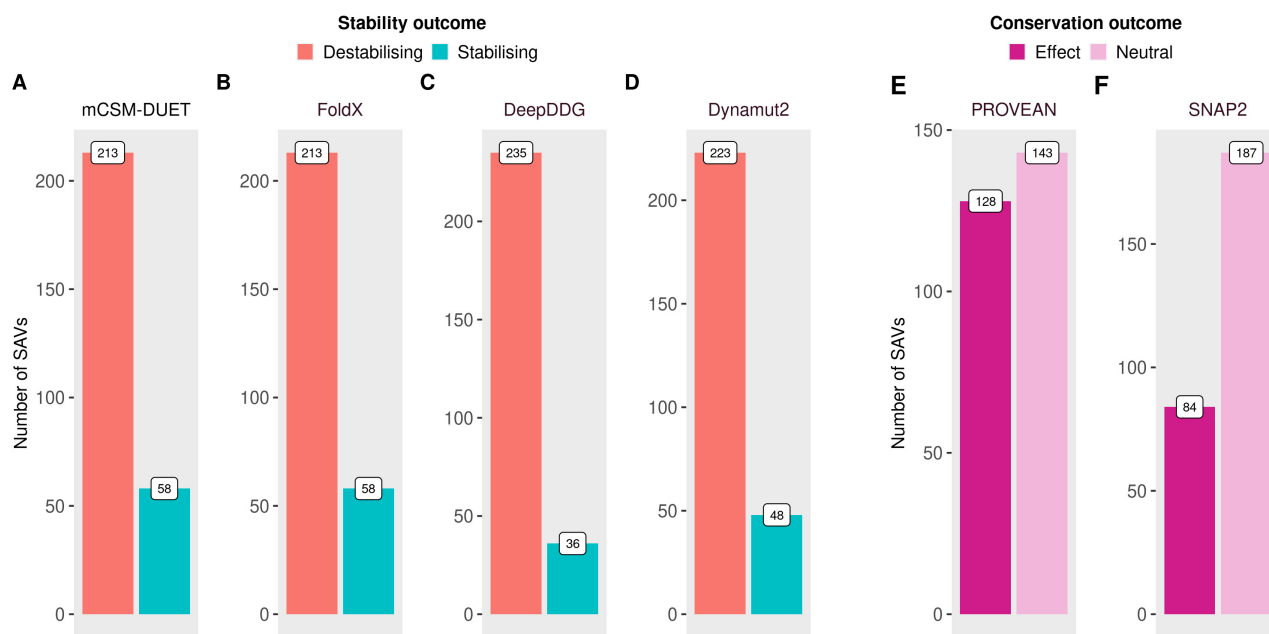 Stability outcome
Destabilising Stabilising
Conservation outcome
Effect Neutral
A
mCSM-DUET
Number of SAVs
200
150
100
50
0
213
58
B
FoldX
200
150
100
50
0
213
58
C
DeepDDG
200
150
100
50
0
235
36
D
Dynamut2
200
150
100
50
0
223
48
E
PROVEAN
Number of SAVs
150
100
50
0
128
143
F
SNAP2
150
100
50
0
84
187